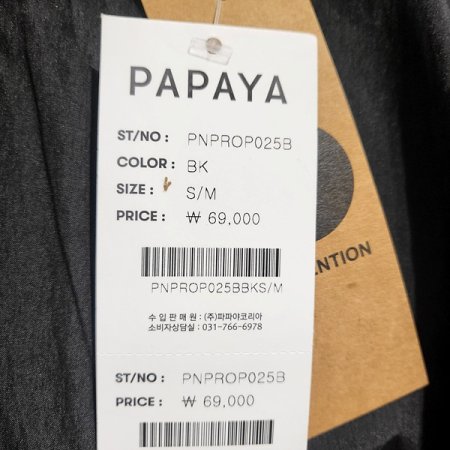 PAPAYA
ST/NO : PNPROP025B
COLOR : BK
SIZE : S/M
PRICE : ₩ 69,000
PNPROP025BBKS/M
수 입 판 매 원 : (주)파파야코리아
소비자상담실 : 031-766-6978
ST/NO : PNPROP025B
PRICE : ₩ 69,000